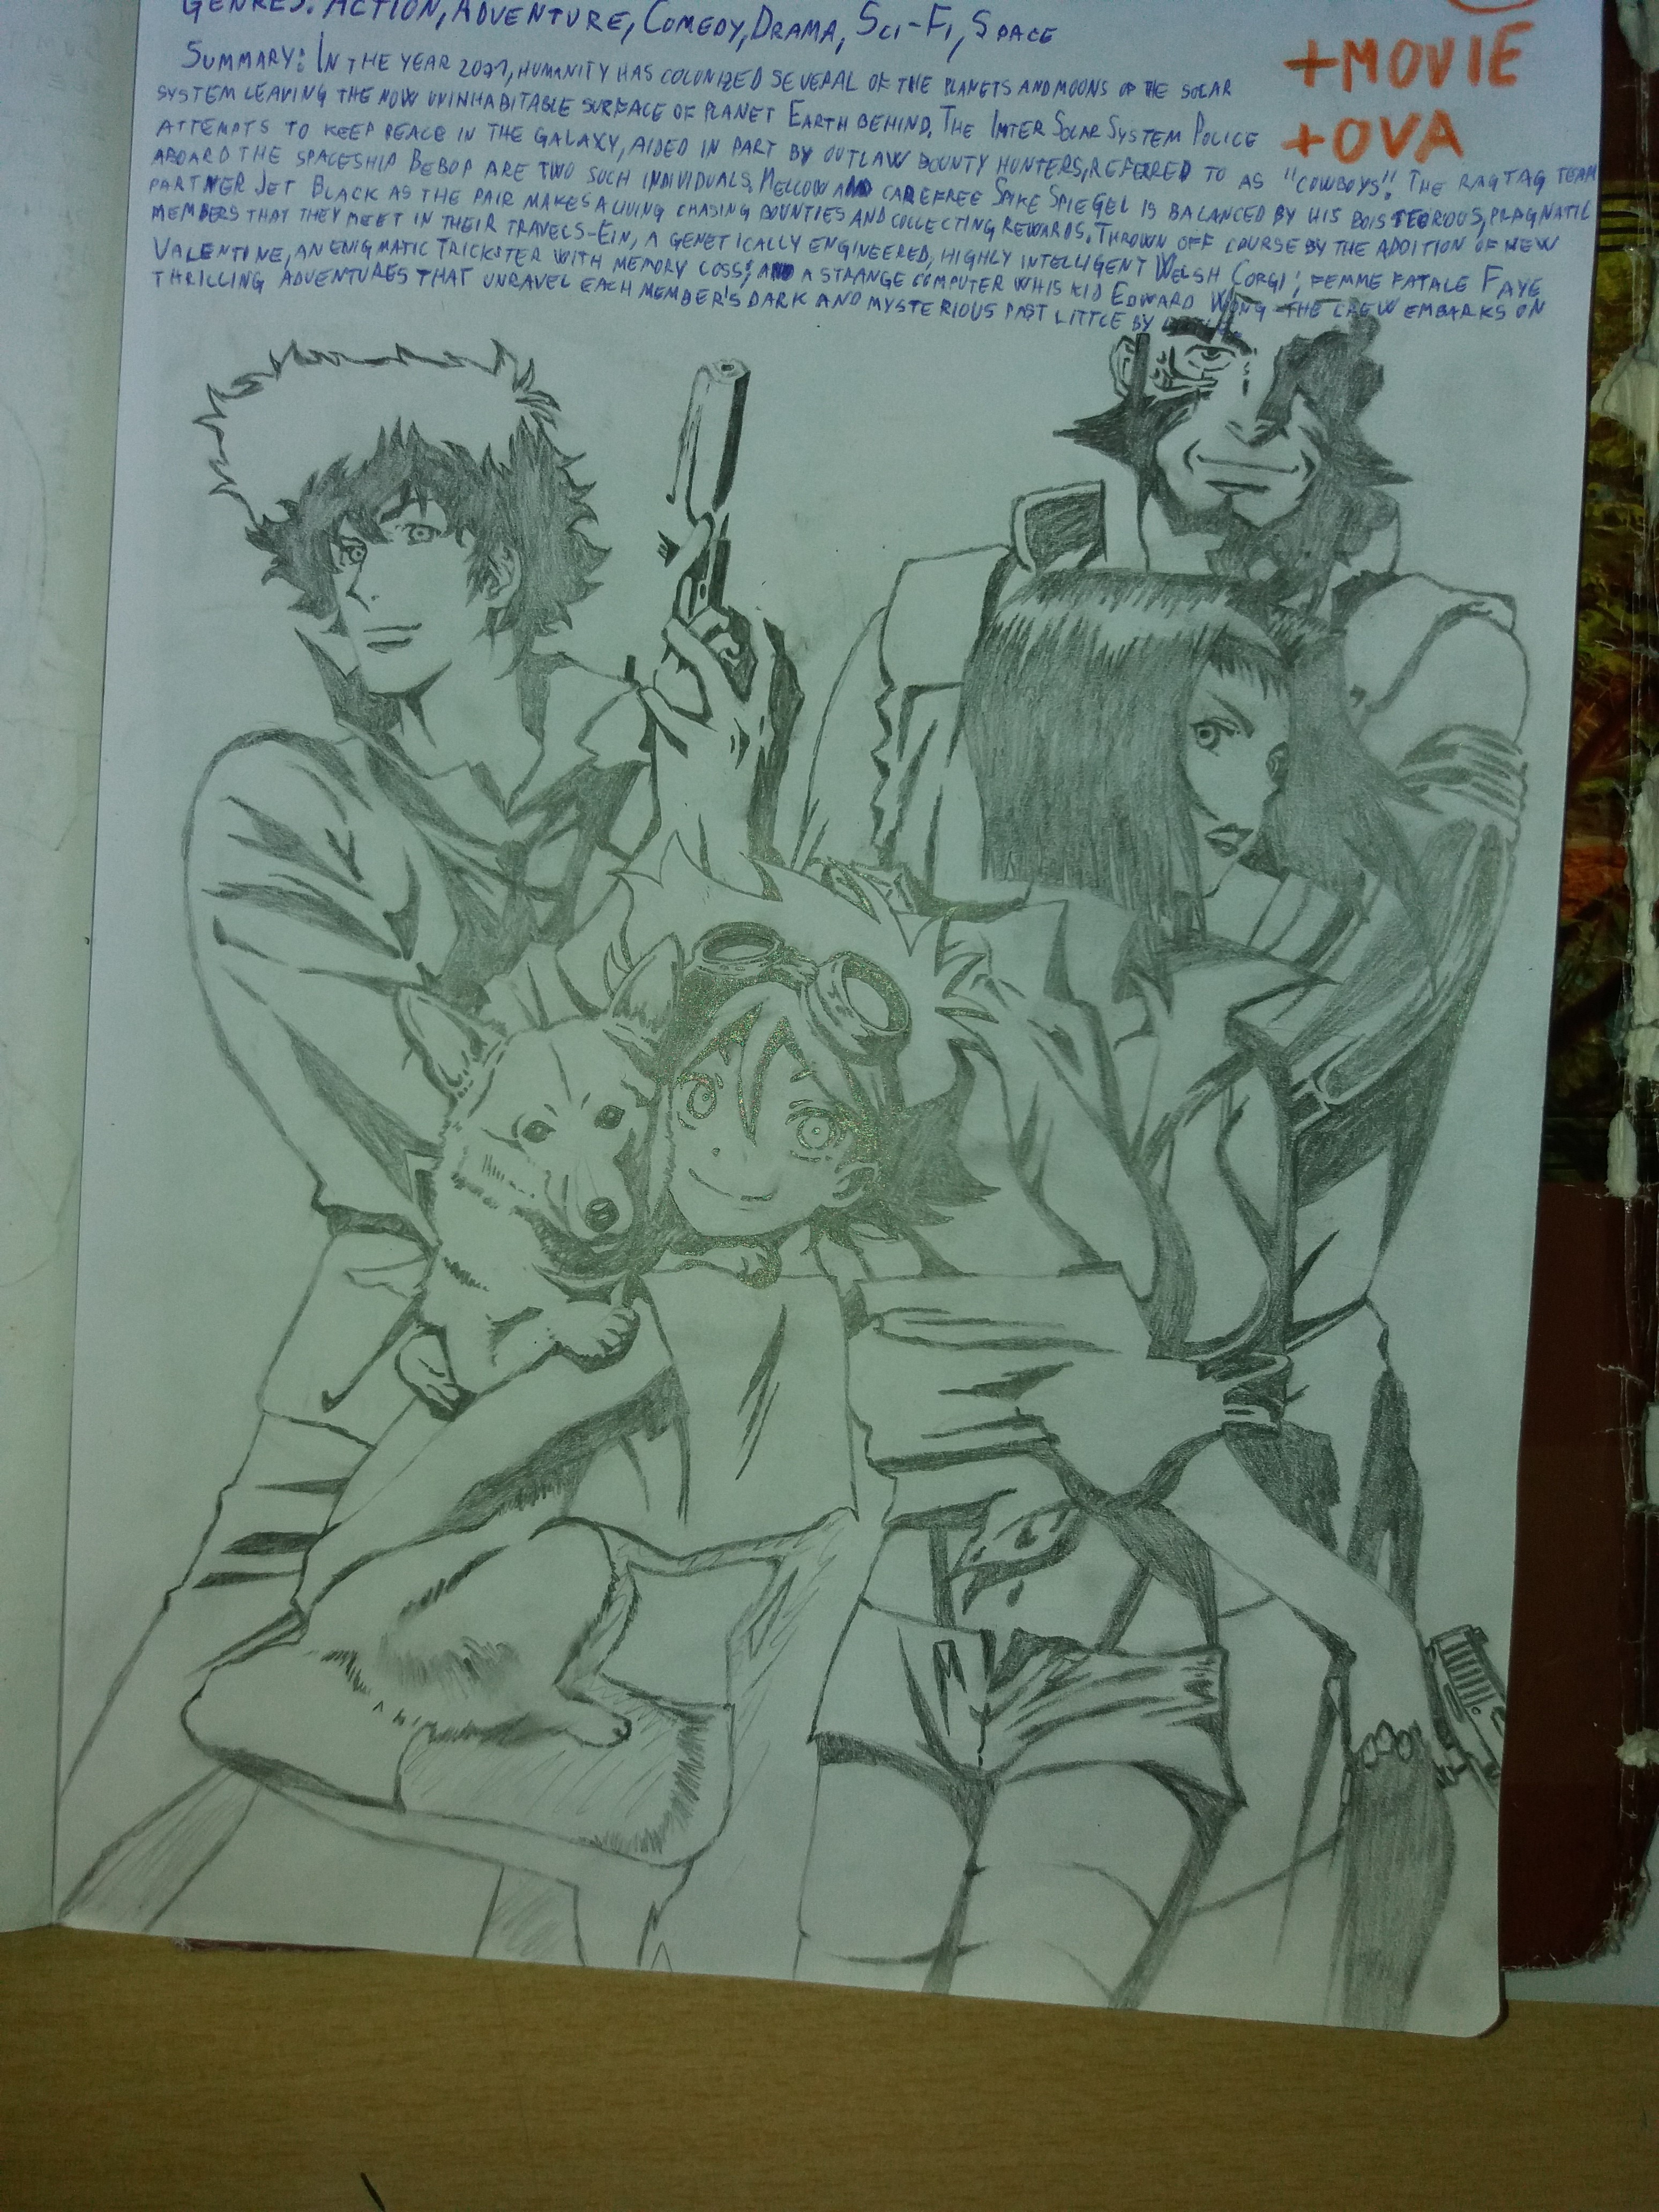 GENRES: ACTION, ADVENTURE, COMEDY, DRAMA, SCI-FI, SPACE
+MOVIE
+OVA
SUMMARY: IN THE YEAR 2071, HUMANITY HAS COLONIZED SEVERAL OF THE PLANETS AND MOONS OF THE SOLAR
SYSTEM LEAVING THE NOW UNINHABITABLE SURFACE OF PLANET EARTH BEHIND. THE INTER SOLAR SYSTEM POLICE
ATTEMPTS TO KEEP PEACE IN THE GALAXY, AIDED IN PART BY OUTLAW BOUNTY HUNTERS, REFERRED TO AS "COWBOYS". THE RAGTAG TEAM
ABOARD THE SPACESHIP BEBOP ARE TWO SUCH INDIVIDUALS. MELLOW AND CAREFREE SPIKE SPIEGEL IS BALANCED BY HIS BOISTEROUS, PRAGNATIC
PARTNER JET BLACK AS THE PAIR MAKES A LIVING CHASING BOUNTIES AND COLLECTING REWARDS. THROWN OFF COURSE BY THE ADDITION OF NEW
MEMBERS THAT THEY MEET IN THEIR TRAVELS-EIN, A GENETICALLY ENGINEERED, HIGHLY INTELLIGENT WELSH CORGI; FEMME FATALE FAYE
VALENTINE, AN ENIGMATIC TRICKSTER WITH MEMORY LOSS; AND A STRANGE COMPUTER WHIS KID EDWARD WONG-THE CREW EMBARKS ON
THRILLING ADVENTURES THAT UNRAVEL EACH MEMBER'S DARK AND MYSTERIOUS PAST LITTLE BY